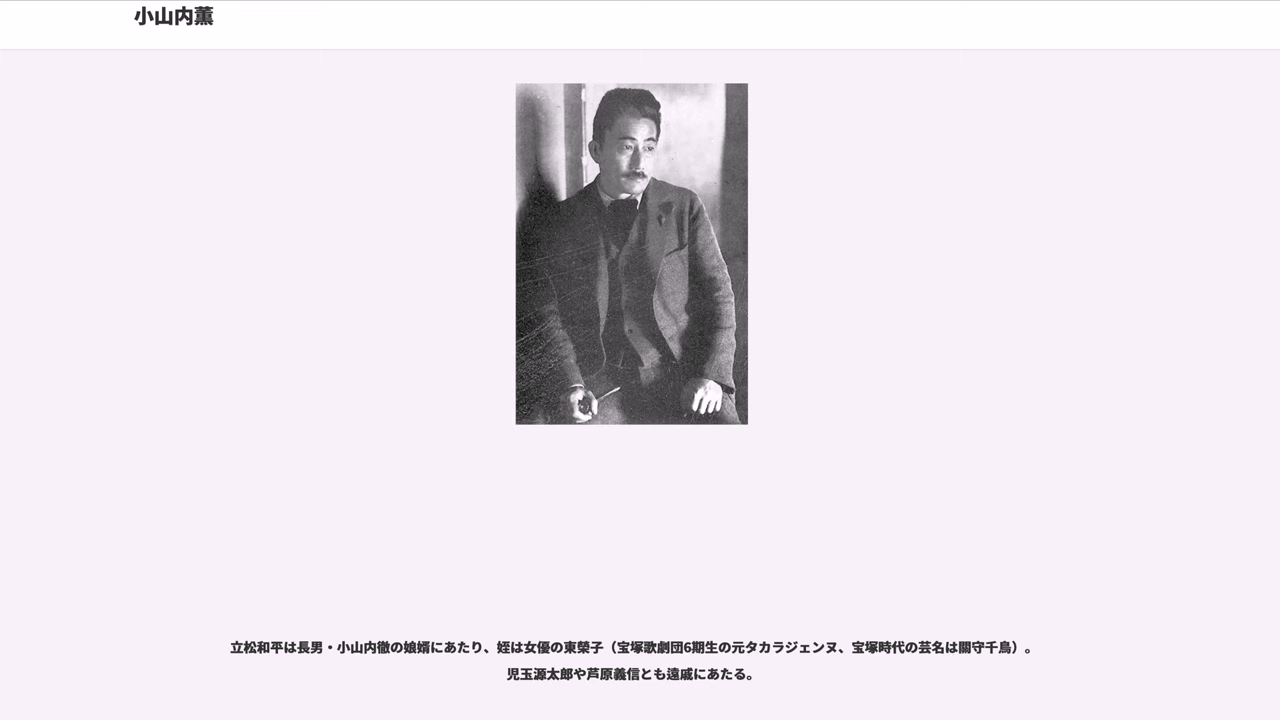 小山内薫
立松和平は長男・小山内徹の娘婿にあたり、姪は女優の東榮子（宝塚歌劇団6期生の元タカラジェンヌ、宝塚時代の芸名は關守千鳥）。
児玉源太郎や芦原義信とも遠戚にあたる。